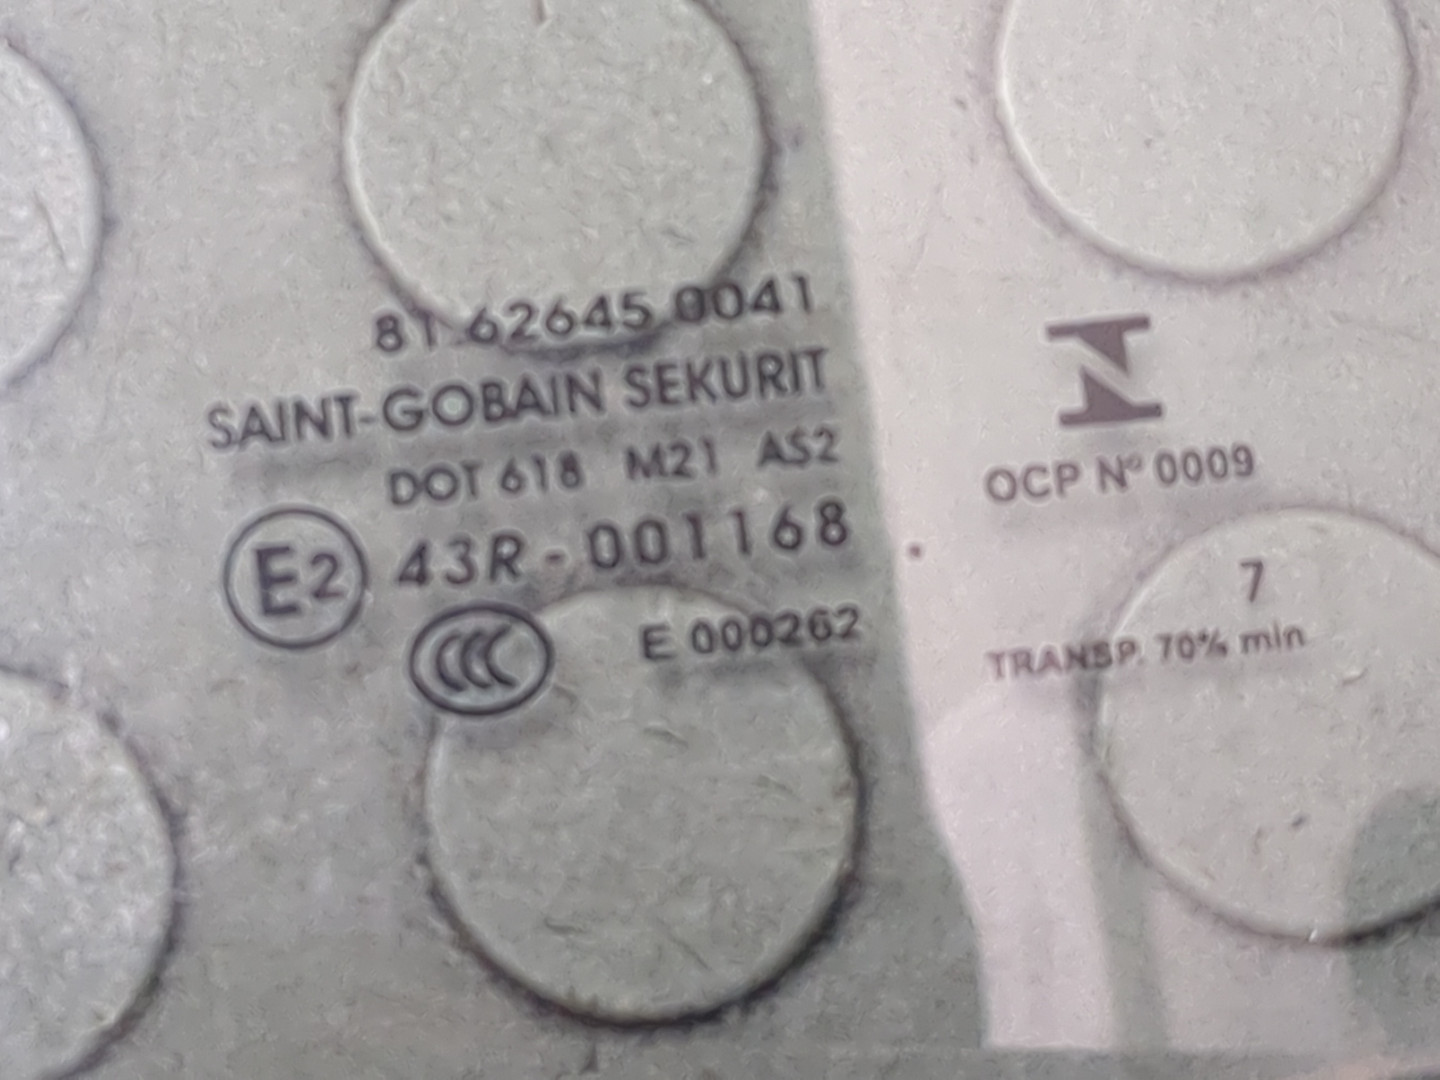 81.62645.0041
SAINT-GOBAIN SEKURIT
DOT 618 M21 AS2
E2 43R-001168
CCC E 000262
OCP Nº 0009
7
TRANSP. 70% min